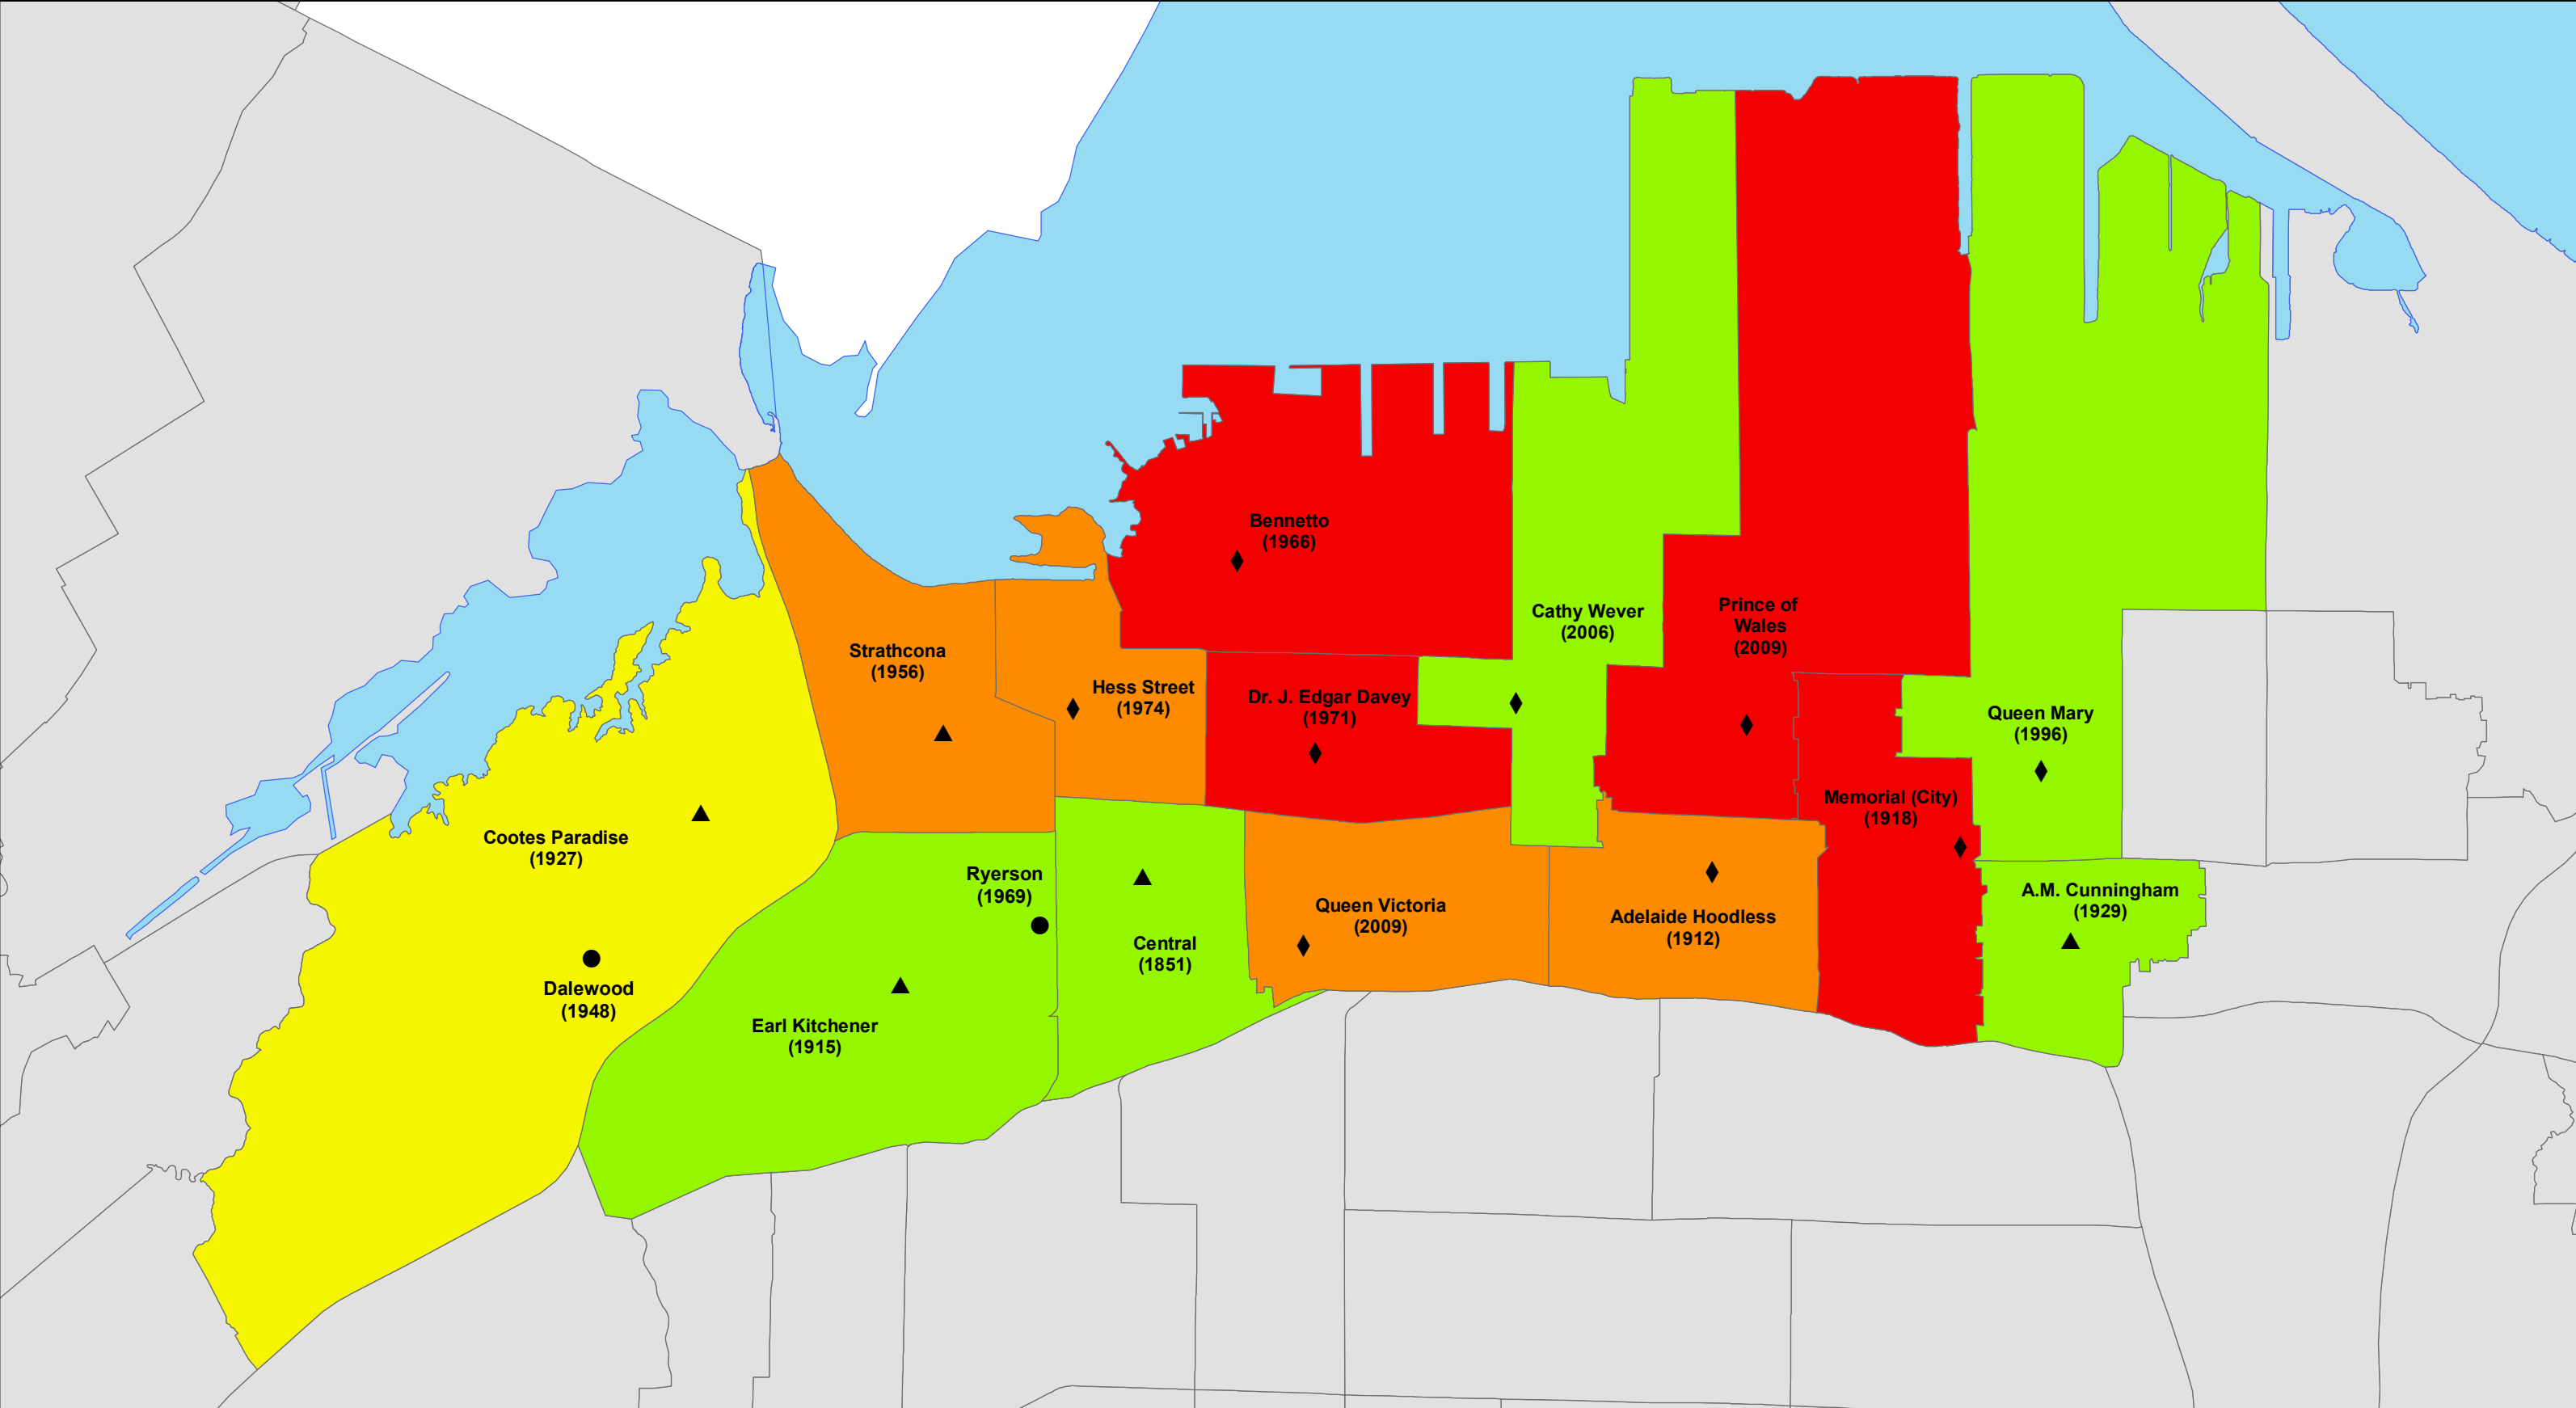 Bennetto
(1966)
Cathy Wever
(2006)
Prince of
Wales
(2009)
Strathcona
(1956)
Hess Street
(1974)
Dr. J. Edgar Davey
(1971)
Queen Mary
(1996)
Memorial (City)
(1918)
Cootes Paradise
(1927)
Ryerson
(1969)
Queen Victoria
(2009)
Adelaide Hoodless
(1912)
A.M. Cunningham
(1929)
Central
(1851)
Dalewood
(1948)
Earl Kitchener
(1915)